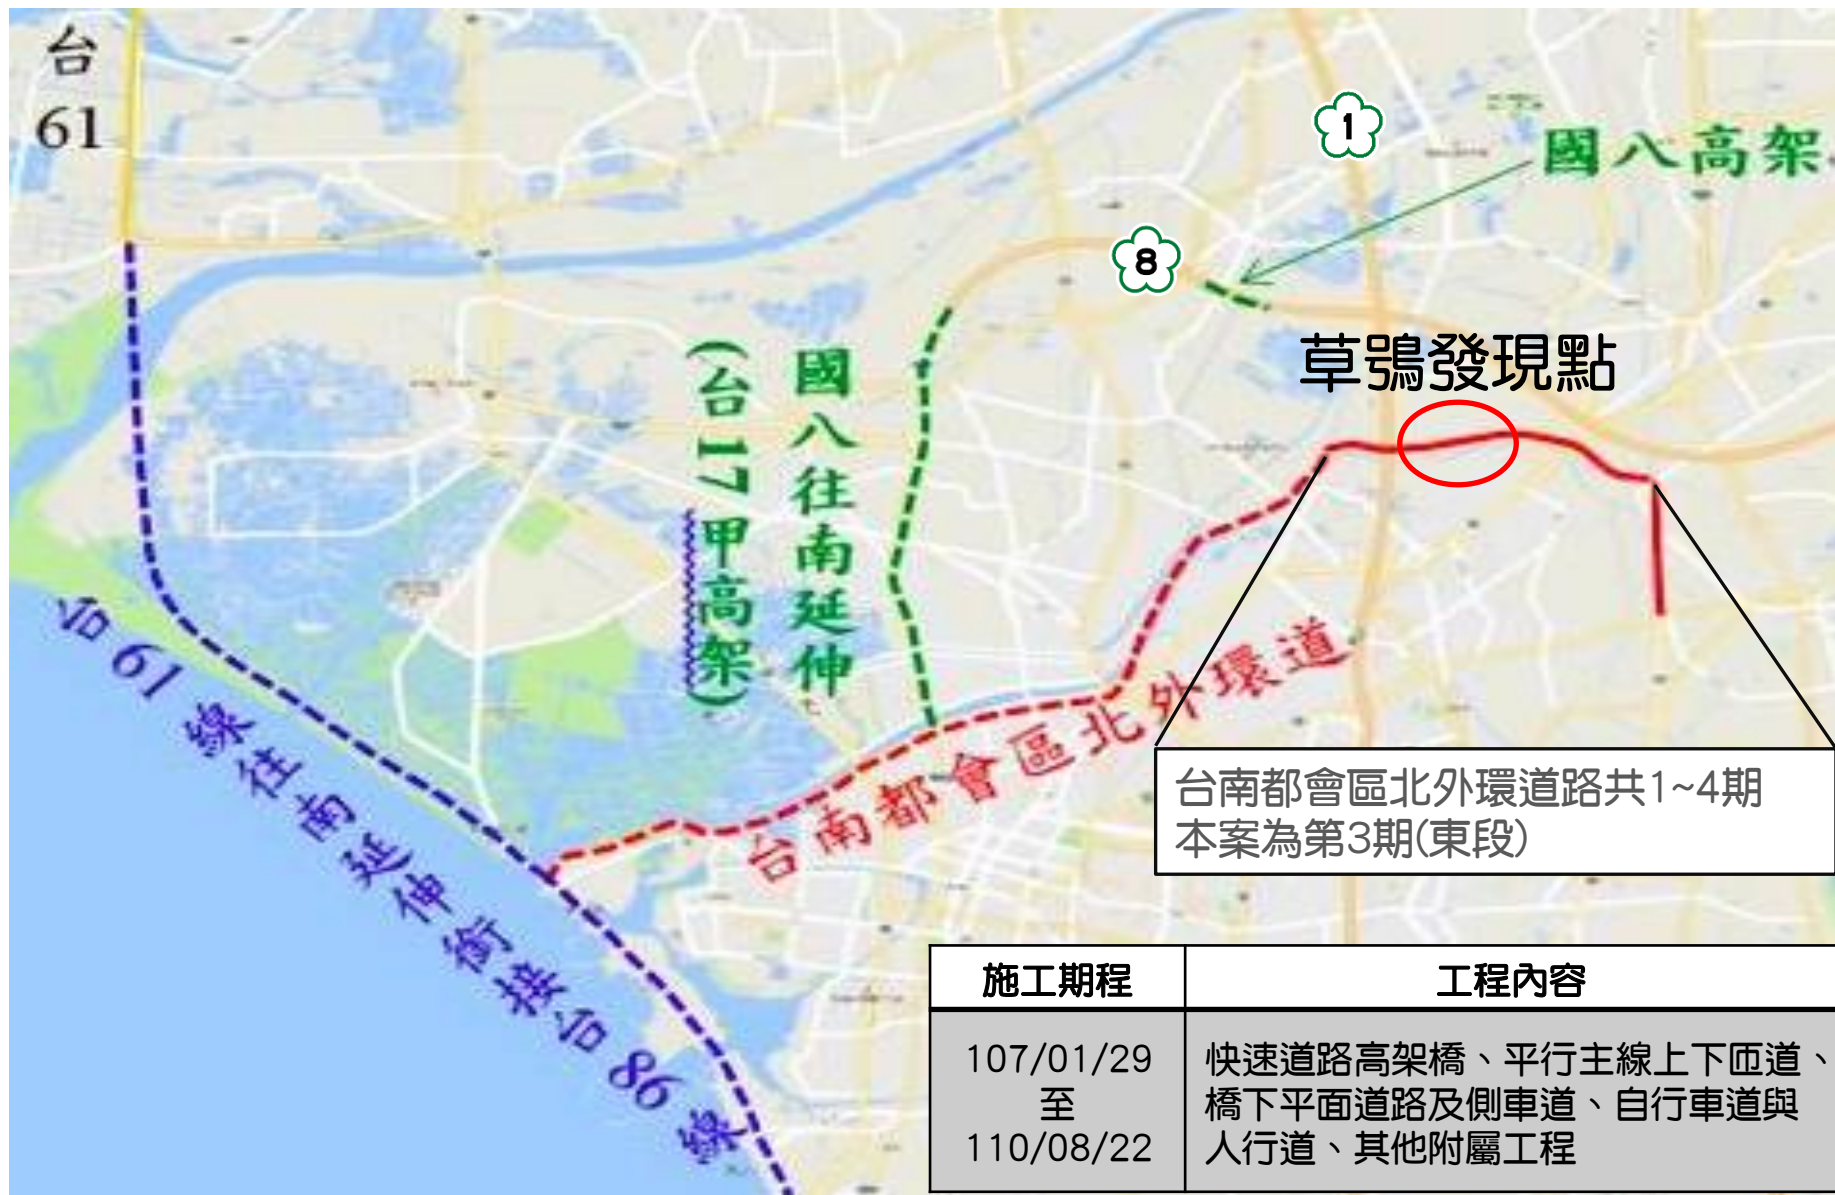 台
61
1
國八高架
8
草鴞發現點
國八往南延伸
(台17甲高架)
台南都會區北外環道
台61線往南延伸銜接台86線
台南都會區北外環道路共1~4期
本案為第3期(東段)
施工期程
工程內容
107/01/29
至
110/08/22
快速道路高架橋、平行主線上下匝道、
橋下平面道路及側車道、自行車道與
人行道、其他附屬工程